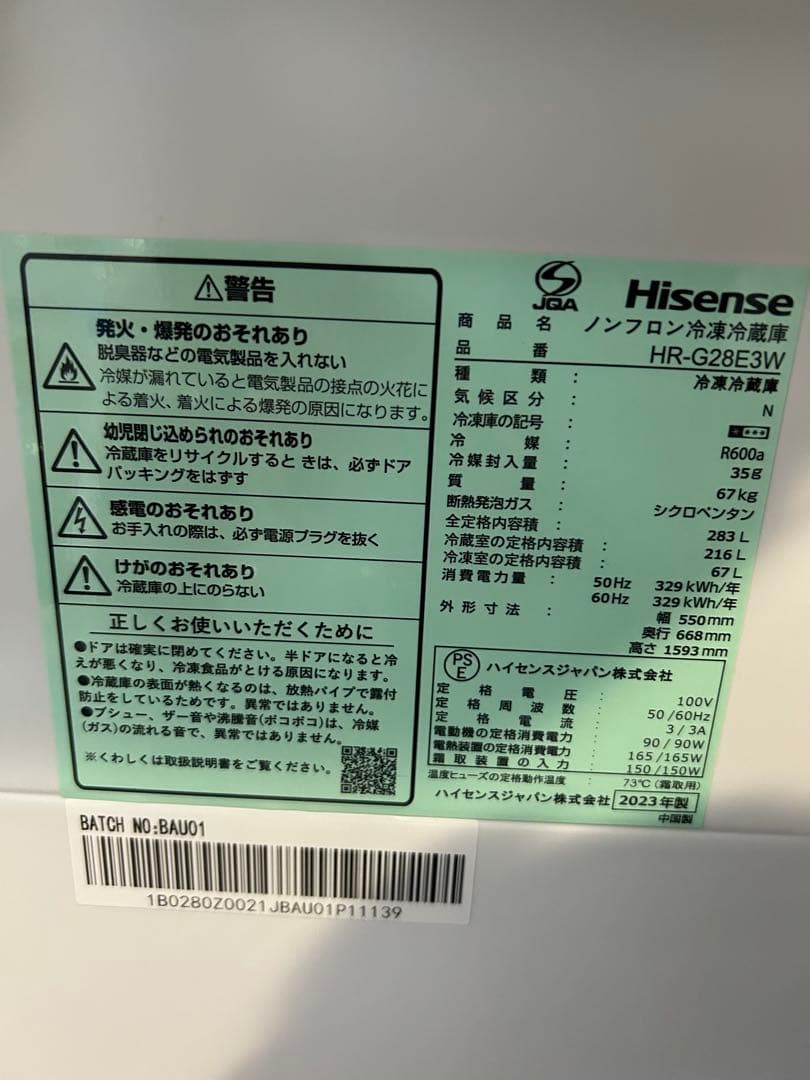 ⚠警告
発火・爆発のおそれあり
脱臭器などの電気製品を入れない
冷媒が漏れていると電気製品の接点の火花に
よる着火、着火による爆発の原因になります。
幼児閉じ込められのおそれあり
冷蔵庫をリサイクルするとき は、必ずドア
パッキングをはずす
感電のおそれあり
お手入れの際は、必ず電源プラグを抜く
けがのおそれあり
冷蔵庫の上にのらない
正しくお使いいただくために
●ドアは確実に閉めてください。半ドアになると冷
えが悪くなり、冷凍食品がとける原因になります。
●冷蔵庫の表面が熱くなるのは、放熱パイプで露付
防止をしているためです。異常ではありません。
●プシュー、ザー音や沸騰音(ポコポコ)は、冷媒
(ガス)の流れる音で、異常ではありません。
※くわしくは取扱説明書をご覧ください。
JQA
Hisense
商品名 ノンフロン冷凍冷蔵庫
品番 HR-G28E3W
種類 : 冷凍冷蔵庫
気候区分 : N
冷凍庫の記号 :
冷媒 : R600a
冷媒封入量 : 35g
質量 : 67kg
断熱発泡ガス : シクロペンタン
全定格内容積 : 283L
冷蔵室の定格内容積 : 216L
冷凍室の定格内容積 : 67L
消費電力量 : 50Hz 329kWh/年
60Hz 329kWh/年
外形寸法 : 幅 550mm
奥行 668mm
高さ 1593mm
PSE ハイセンスジャパン株式会社
定格電圧 : 100V
定格周波数 : 50/60Hz
定格電流 : 3/3A
電動機の定格消費電力 : 90/90W
電熱装置の定格消費電力 : 165/165W
霜取装置の入力 : 150/150W
温度ヒューズの定格動作温度 : 73℃(霜取用)
ハイセンスジャパン株式会社 2023年製
中国製
BATCH NO:BAU01
1B0280Z0021JBAU01P11139